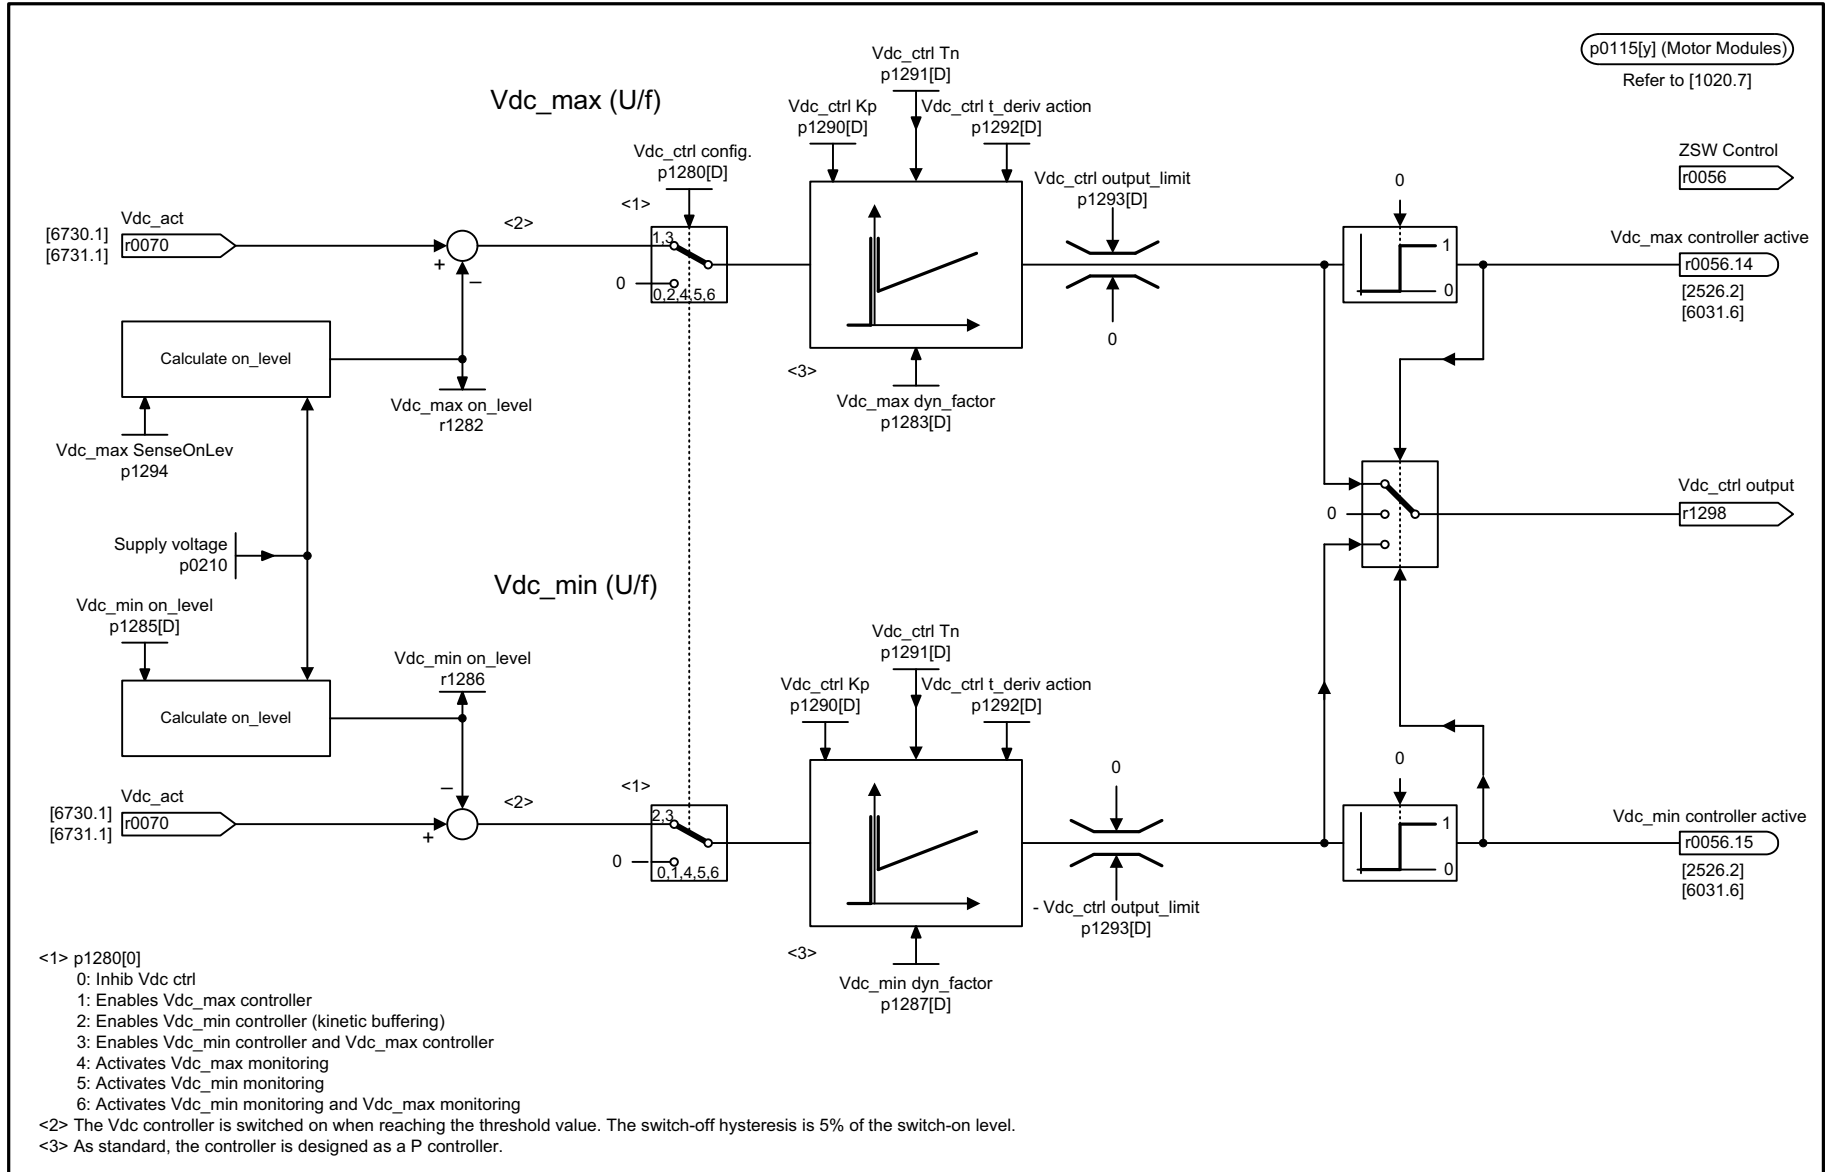 Vdc_ctrl Tn
p1291[D]
p0115[y] (Motor Modules)
Refer to [1020.7]
Vdc_max (U/f)
Vdc_ctrl Kp
p1290[D]
Vdc_ctrl t_deriv action
p1292[D]
Vdc_ctrl config.
p1280[D]
ZSW Control
r0056
Vdc_ctrl output_limit
p1293[D]
0
<1>
<2>
Vdc_act
[6730.1]
[6731.1]
r0070
+
–
1,3
0
0,2,4,5,6
1
0
Vdc_max controller active
r0056.14
[2526.2]
[6031.6]
0
Calculate on_level
<3>
Vdc_max on_level
r1282
Vdc_max dyn_factor
p1283[D]
Vdc_max SenseOnLev
p1294
0
Vdc_ctrl output
r1298
Supply voltage
p0210
Vdc_min (U/f)
Vdc_min on_level
p1285[D]
Vdc_ctrl Tn
p1291[D]
Vdc_min on_level
r1286
Vdc_ctrl Kp
p1290[D]
Vdc_ctrl t_deriv action
p1292[D]
Calculate on_level
0
0
<1>
<2>
Vdc_act
[6730.1]
[6731.1]
r0070
–
+
2,3
0
0,1,4,5,6
1
0
Vdc_min controller active
r0056.15
[2526.2]
[6031.6]
- Vdc_ctrl output_limit
p1293[D]
<3>
Vdc_min dyn_factor
p1287[D]
<1> p1280[0]
0: Inhib Vdc ctrl
1: Enables Vdc_max controller
2: Enables Vdc_min controller (kinetic buffering)
3: Enables Vdc_min controller and Vdc_max controller
4: Activates Vdc_max monitoring
5: Activates Vdc_min monitoring
6: Activates Vdc_min monitoring and Vdc_max monitoring
<2> The Vdc controller is switched on when reaching the threshold value. The switch-off hysteresis is 5% of the switch-on level.
<3> As standard, the controller is designed as a P controller.